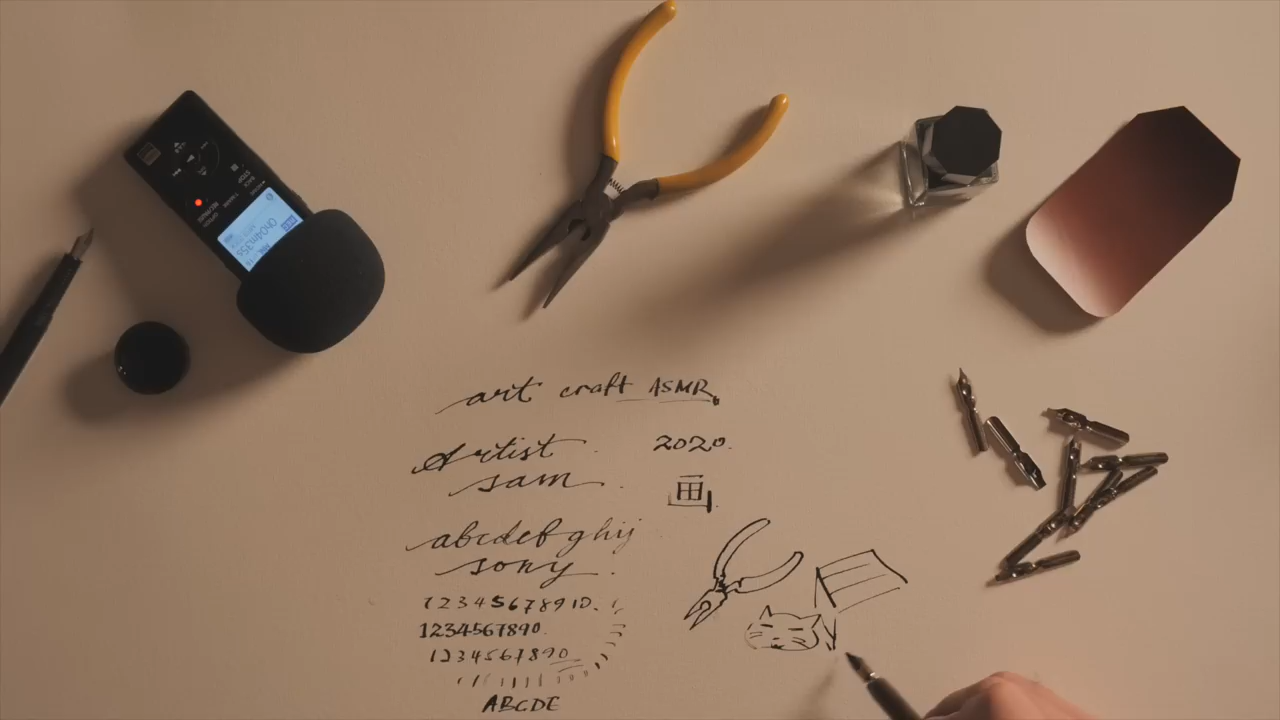 art craft ASMR
Artist 2020.
sam . 画
abcdefghij
sony .
12345678910.
1234567890.
1234567890
ABCDE